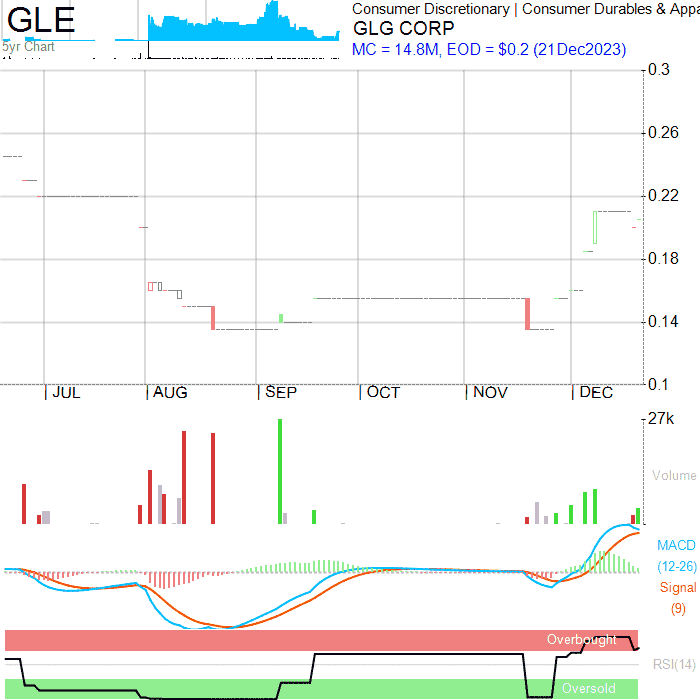 GLE
5yr Chart
Consumer Discretionary | Consumer Durables & Appa
GLG CORP
MC = 14.8M, EOD = $0.2 (21Dec2023)
0.3
0.26
0.22
0.18
0.14
0.1
JUL AUG SEP OCT NOV DEC
27k
Volume
MACD
(12-26)
Signal
(9)
Overbought
RSI(14)
Oversold